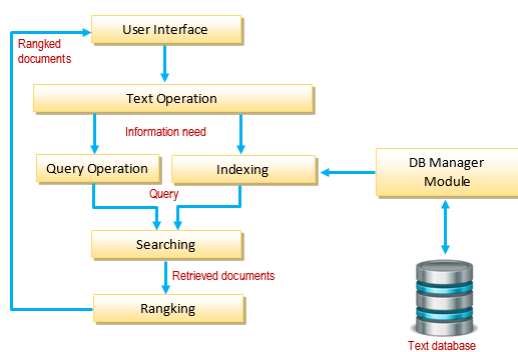 User Interface
Rangked
documents
Text Operation
Information need
Query Operation
Indexing
DB Manager
Module
Query
Searching
Retrieved documents
Rangking
Text database